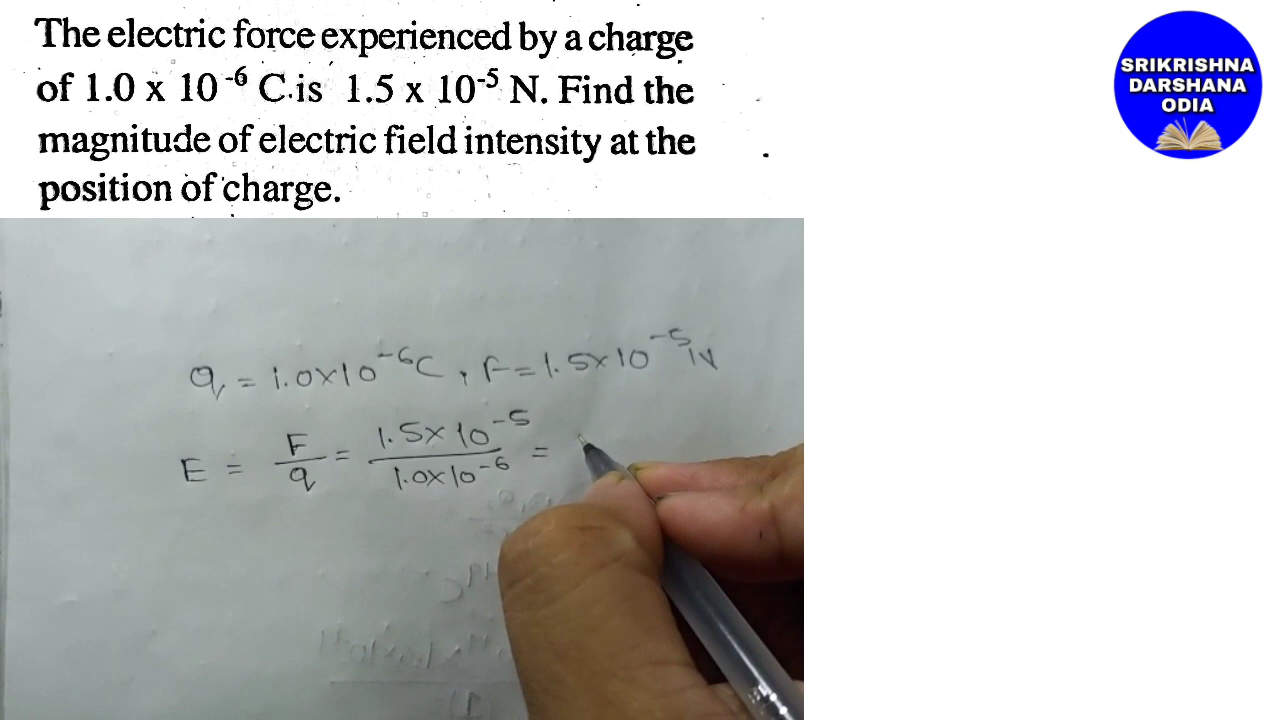 The electric force experienced by a charge
of 1.0 x 10⁻⁶ C is 1.5 x 10⁻⁵ N. Find the
magnitude of electric field intensity at the
position of charge.
SRIKRISHNA
DARSHANA
ODIA
q = 1.0×10⁻⁶C, F = 1.5×10⁻⁵N
E = F/q = 1.5×10⁻⁵/1.0×10⁻⁶ =